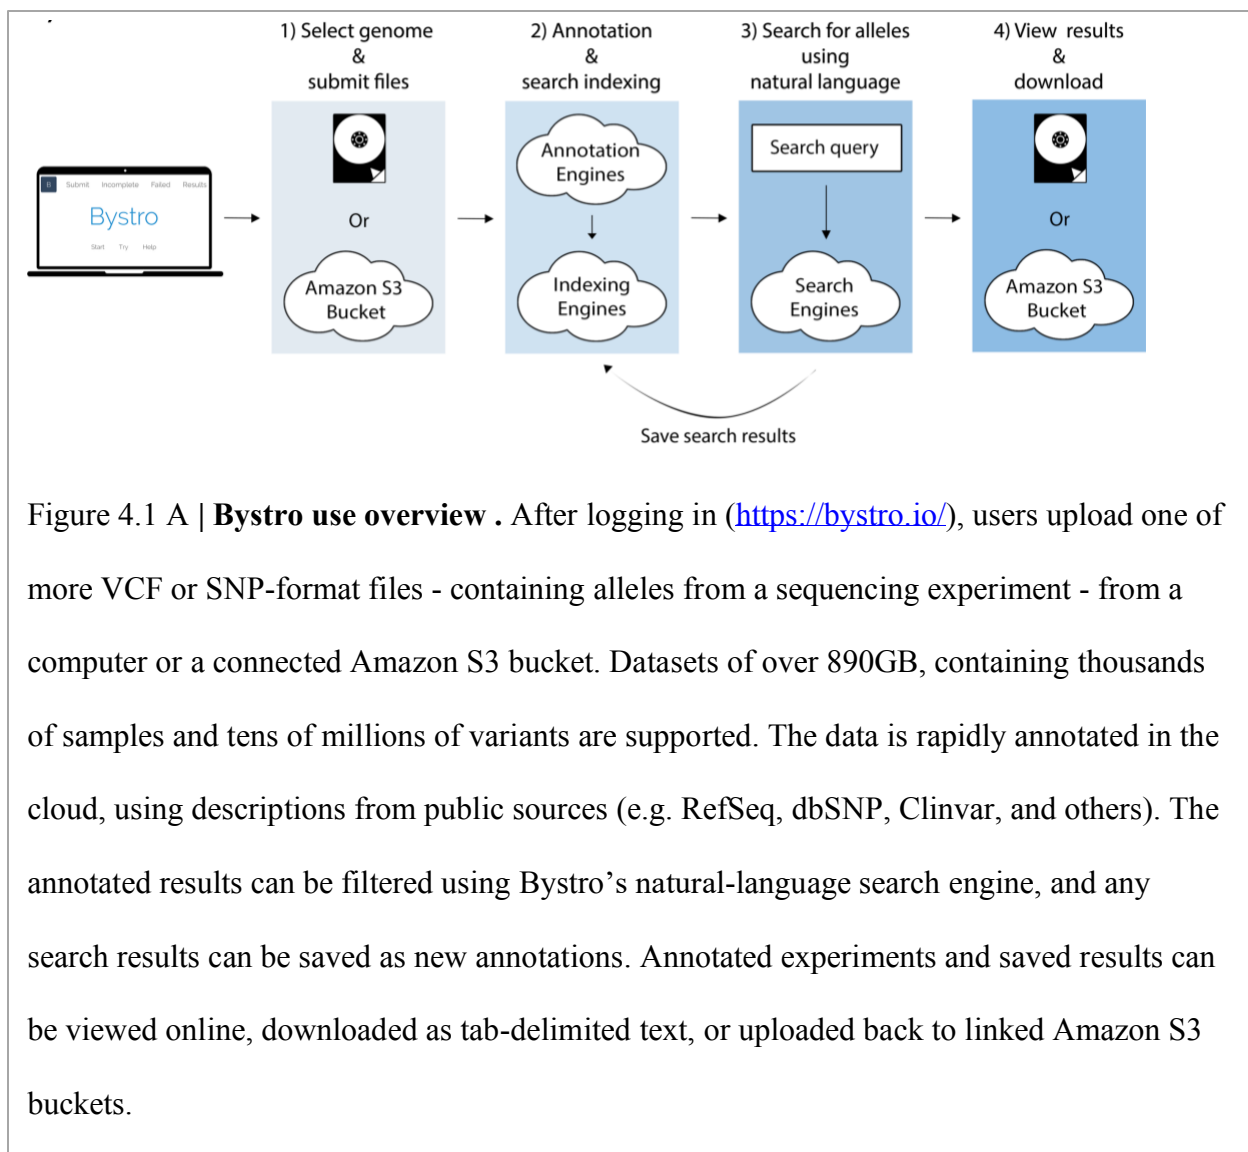 1) Select genome
&
submit files
2) Annotation
&
search indexing
3) Search for alleles
using
natural language
4) View results
&
download
B Submit Incomplete Failed Results
Bystro
Start Try Help
Or
Amazon S3
Bucket
Annotation
Engines
Indexing
Engines
Search query
Search
Engines
Or
Amazon S3
Bucket
Save search results
Figure 4.1 A | Bystro use overview . After logging in (https://bystro.io/), users upload one of
more VCF or SNP-format files - containing alleles from a sequencing experiment - from a
computer or a connected Amazon S3 bucket. Datasets of over 890GB, containing thousands
of samples and tens of millions of variants are supported. The data is rapidly annotated in the
cloud, using descriptions from public sources (e.g. RefSeq, dbSNP, Clinvar, and others). The
annotated results can be filtered using Bystro’s natural-language search engine, and any
search results can be saved as new annotations. Annotated experiments and saved results can
be viewed online, downloaded as tab-delimited text, or uploaded back to linked Amazon S3
buckets.